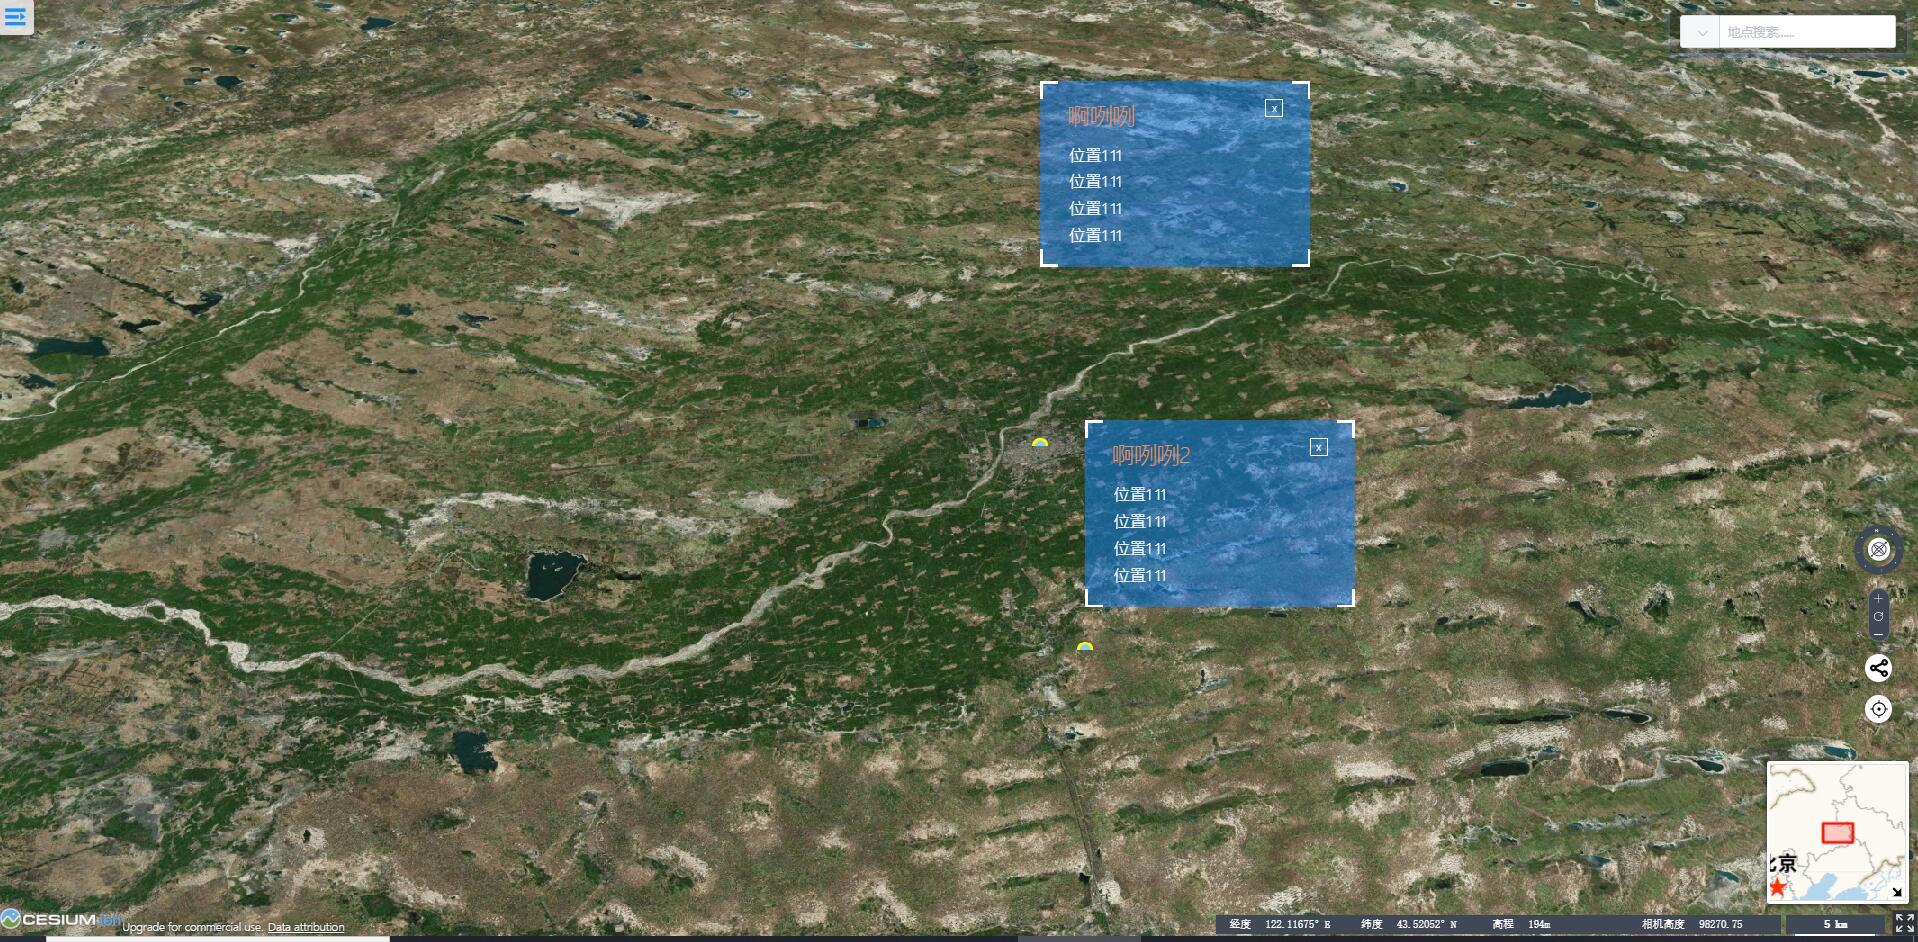 地点搜索.....
啊咧咧
x
位置111
位置111
位置111
位置111
啊咧咧2
x
位置111
位置111
位置111
位置111
京
CESIUM ion
Upgrade for commercial use. Data attribution
经度 122.11675° E 纬度 43.52052° N 高程 194m 相机高度 98270.75 5 km